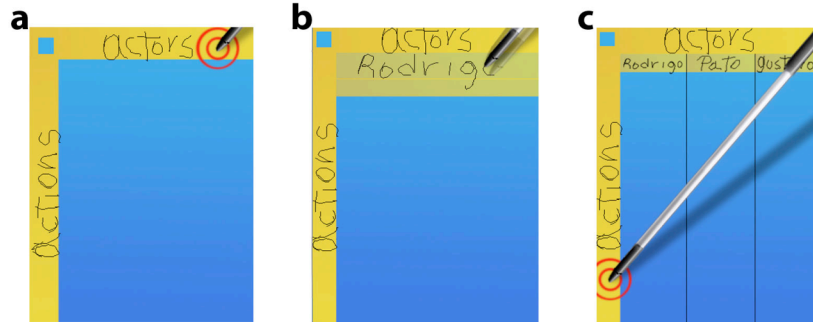 a
actors
actions
b
actors
Rodrigo
actions
c
actors
Rodrigo Pato
actions